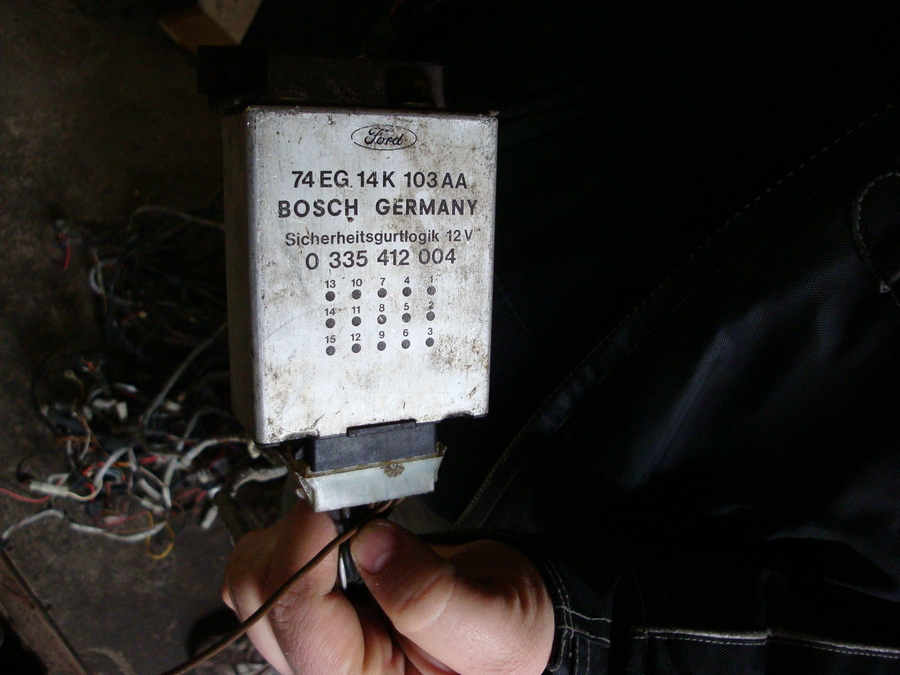 Ford
74 EG 14K 103 AA
BOSCH GERMANY
Sicherheitsgurtlogik 12 V
0 335 412 004
13 10 7 4 1
14 11 8 5 2
15 12 9 6 3